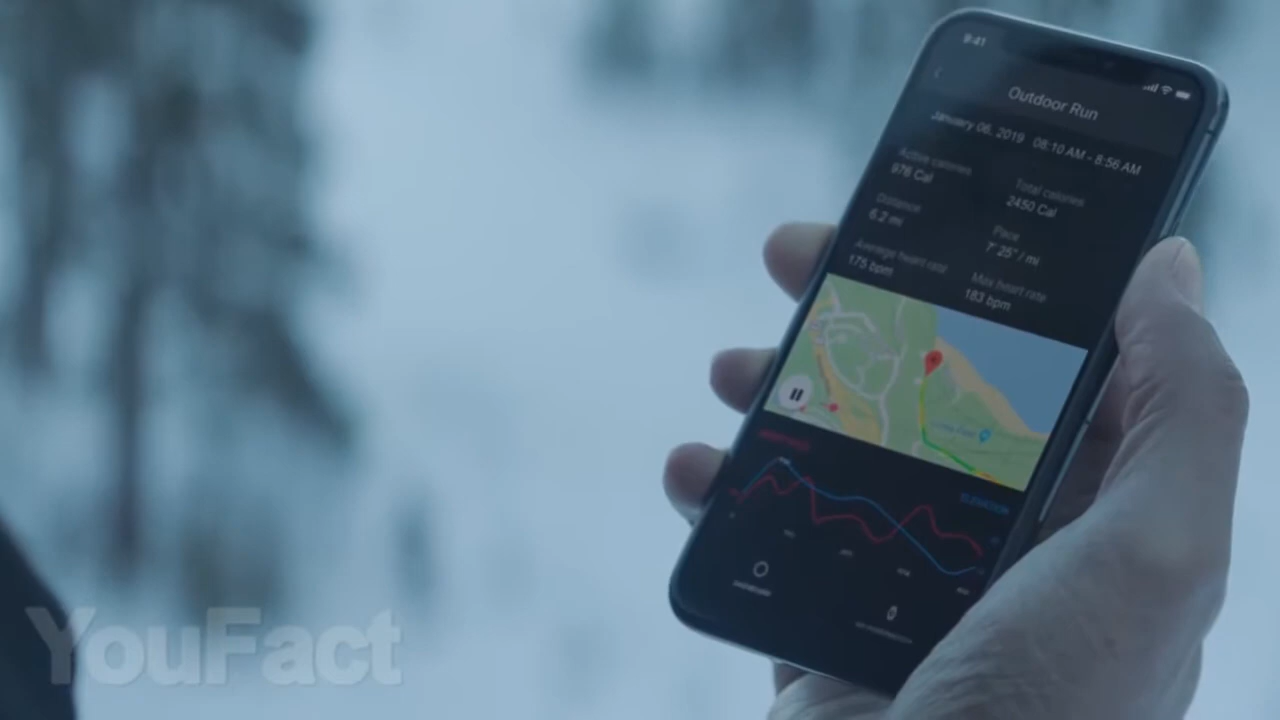 9:41
Outdoor Run
January 06, 2019 08:10 AM - 8:56 AM
Active calories
978 Cal
Total calories
2450 Cal
Distance
6.2 mi
Pace
7' 25" / mi
Average heart rate
175 bpm
Max heart rate
183 bpm
ELEVATION
YouFact